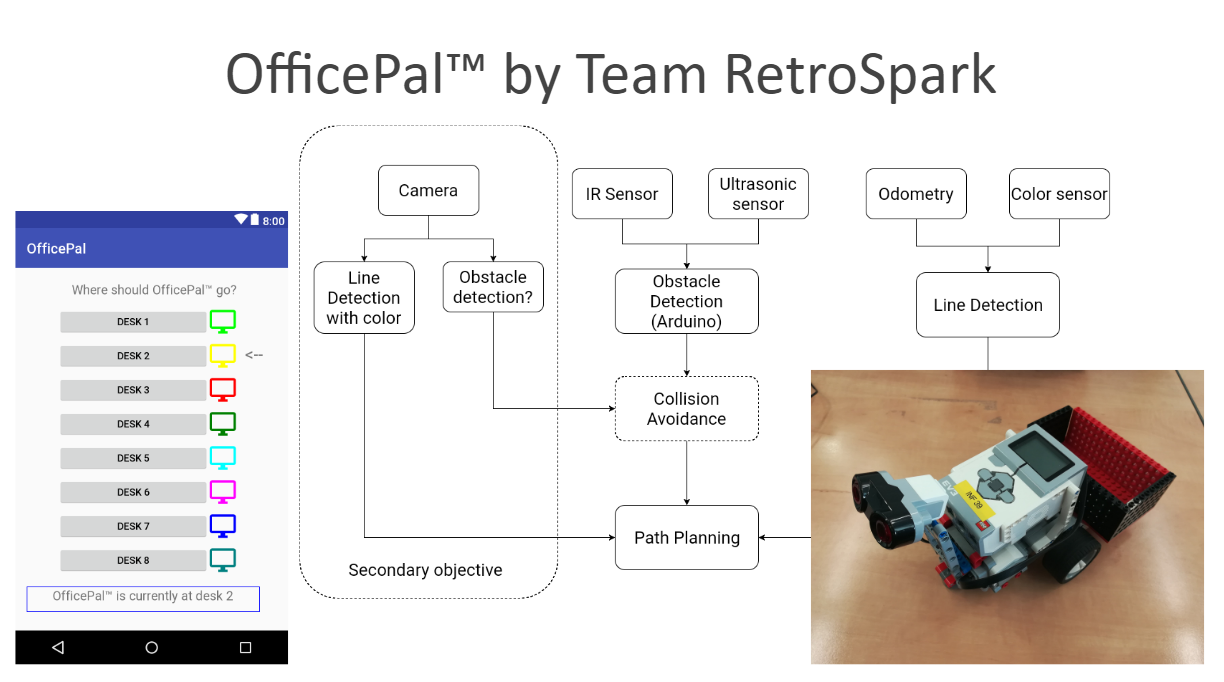 OfficePal™ by Team RetroSpark
8:00
OfficePal
Where should OfficePal™ go?
DESK 1
DESK 2
<--
DESK 3
DESK 4
DESK 5
DESK 6
DESK 7
DESK 8
OfficePal™ is currently at desk 2
Camera
Line
Detection
with color
Obstacle
detection?
Secondary objective
IR Sensor
Ultrasonic
sensor
Obstacle
Detection
(Arduino)
Collision
Avoidance
Path Planning
Odometry
Color sensor
Line Detection
EV3
INF 39